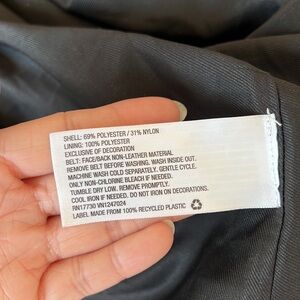 SHELL: 69% POLYESTER / 31% NYLON
LINING: 100% POLYESTER
EXCLUSIVE OF DECORATION
BELT: FACE/BACK NON-LEATHER MATERIAL
REMOVE BELT BEFORE WASHING. WASH INSIDE OUT.
MACHINE WASH COLD SEPARATELY. GENTLE CYCLE.
ONLY NON-CHLORINE BLEACH IF NEEDED.
TUMBLE DRY LOW. REMOVE PROMPTLY.
COOL IRON IF NEEDED. DO NOT IRON ON DECORATION.
RN17730 VN1247024
LABEL MADE FROM 100% RECYCLED PLASTIC